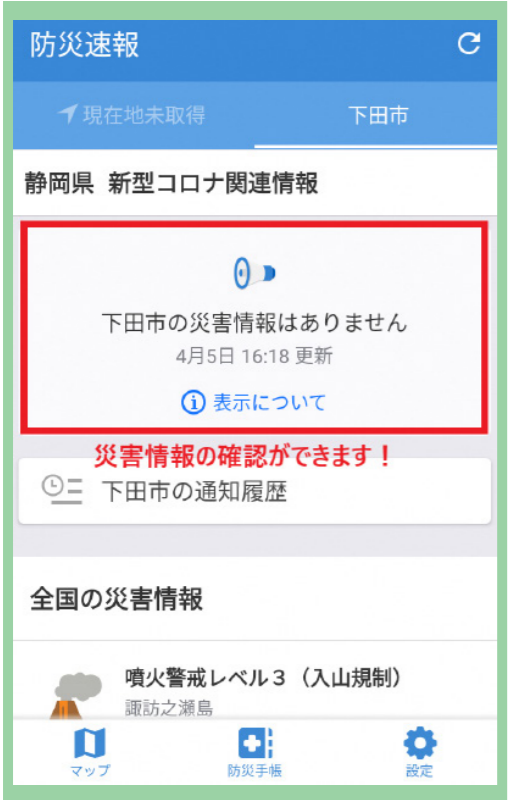 防災速報
現在地未取得
下田市
静岡県 新型コロナ関連情報
下田市の災害情報はありません
4月5日 16:18 更新
表示について
災害情報の確認ができます!
下田市の通知履歴
全国の災害情報
噴火警戒レベル3(入山規制)
諏訪之瀬島
マップ
防災手帳
設定